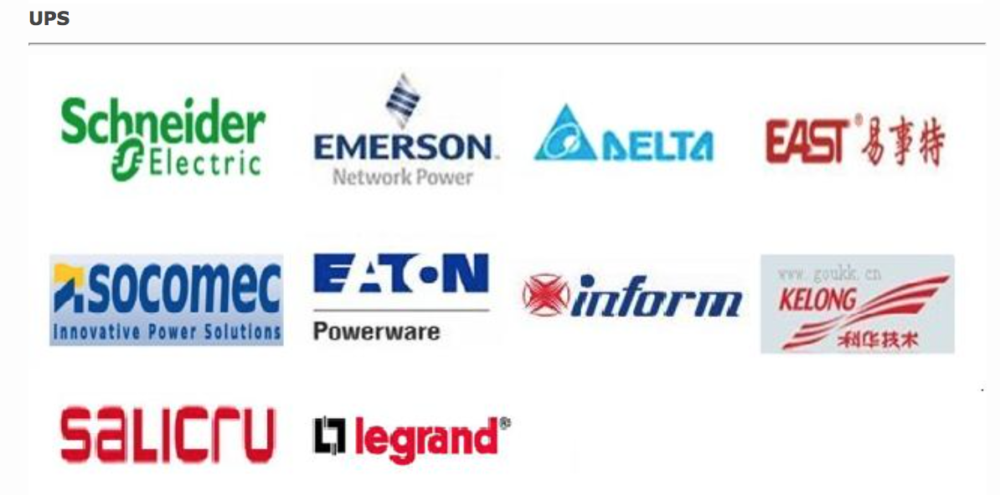 UPS
Schneider
Electric
EMERSON
Network Power
DELTA
EAST® 易事特
socomec
Innovative Power Solutions
EATON
Powerware
inform
www.goukk.cn
KELONG
科华技术
SALICRU
legrand®